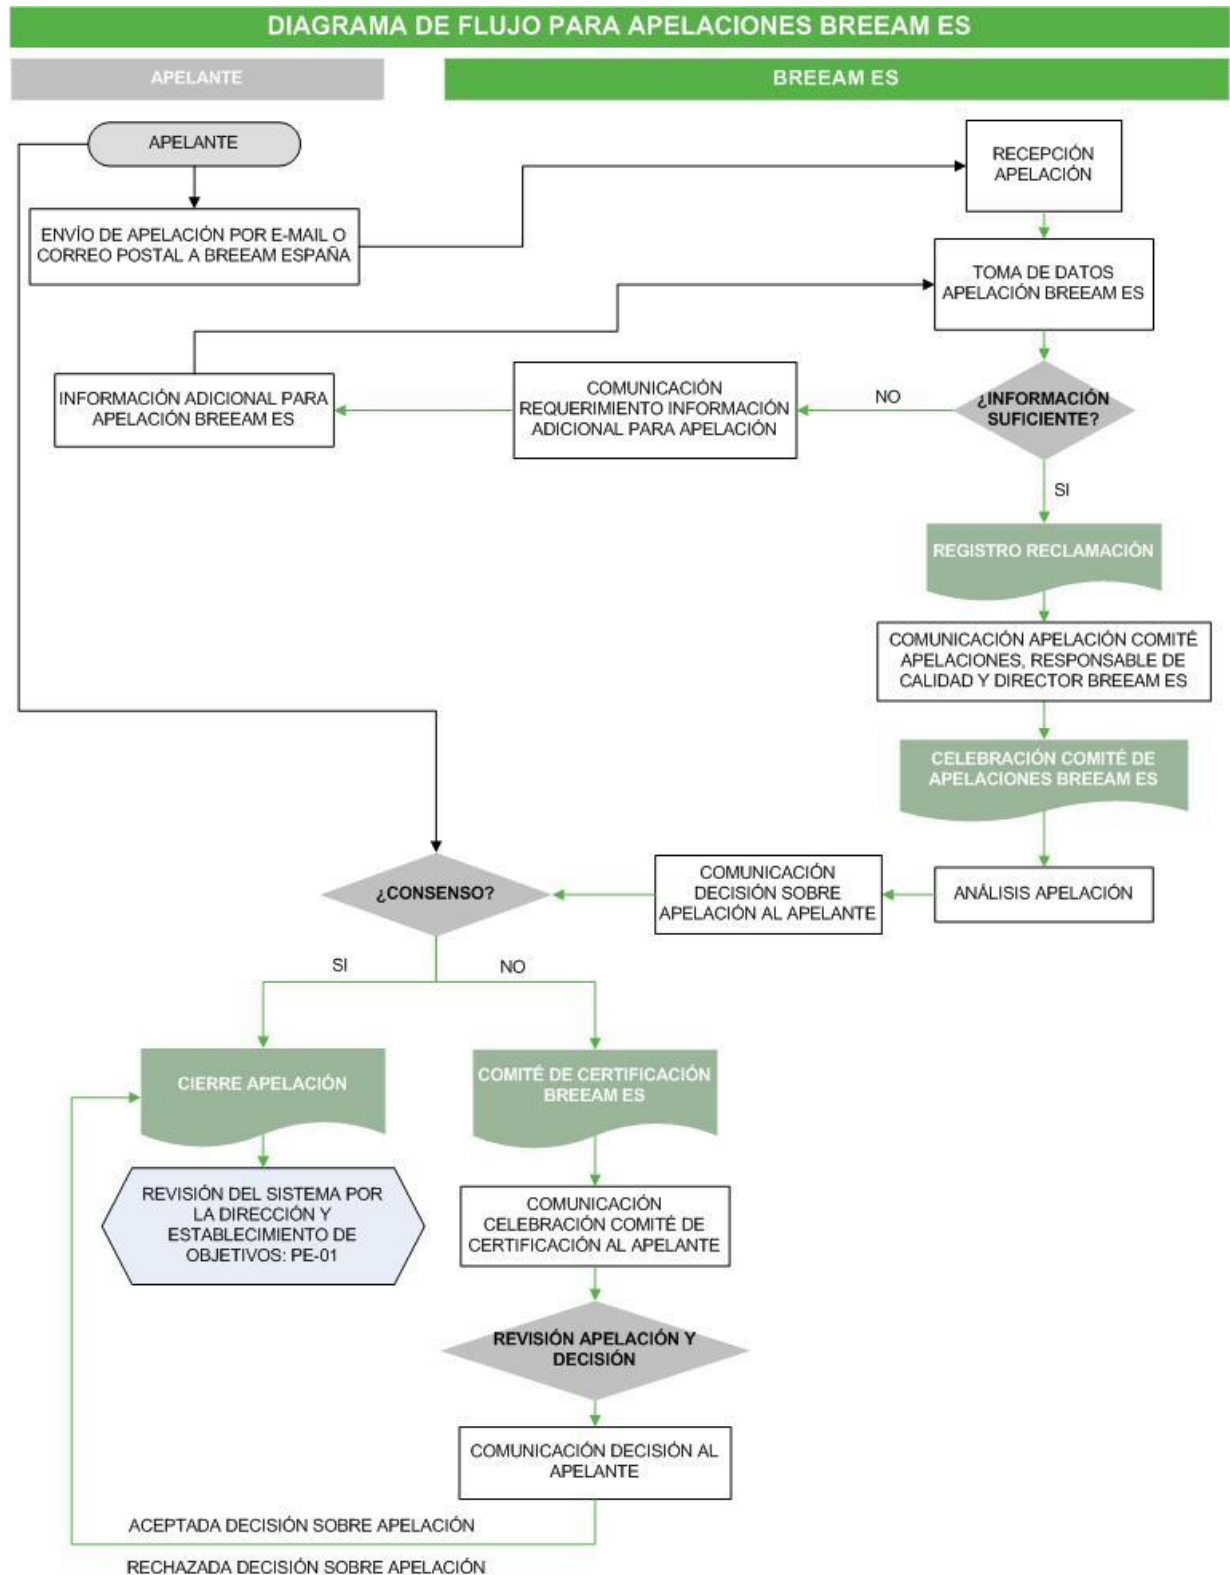 DIAGRAMA DE FLUJO PARA APELACIONES BREEAM ES
APELANTE
BREEAM ES
APELANTE
RECEPCIÓN
APELACIÓN
ENVÍO DE APELACIÓN POR E-MAIL O
CORREO POSTAL A BREEAM ESPAÑA
TOMA DE DATOS
APELACIÓN BREEAM ES
INFORMACIÓN ADICIONAL PARA
APELACIÓN BREEAM ES
COMUNICACIÓN
REQUERIMIENTO INFORMACIÓN
ADICIONAL PARA APELACIÓN
NO
¿INFORMACIÓN
SUFICIENTE?
SI
REGISTRO RECLAMACIÓN
COMUNICACIÓN APELACIÓN COMITÉ
APELACIONES, RESPONSABLE DE
CALIDAD Y DIRECTOR BREEAM ES
CELEBRACIÓN COMITÉ DE
APELACIONES BREEAM ES
ANÁLISIS APELACIÓN
COMUNICACIÓN
DECISIÓN SOBRE
APELACIÓN AL APELANTE
¿CONSENSO?
SI
NO
CIERRE APELACIÓN
COMITÉ DE CERTIFICACIÓN
BREEAM ES
REVISIÓN DEL SISTEMA POR
LA DIRECCIÓN Y
ESTABLECIMIENTO DE
OBJETIVOS: PE-01
COMUNICACIÓN
CELEBRACIÓN COMITÉ DE
CERTIFICACIÓN AL APELANTE
REVISIÓN APELACIÓN Y
DECISIÓN
COMUNICACIÓN DECISIÓN AL
APELANTE
ACEPTADA DECISIÓN SOBRE APELACIÓN
RECHAZADA DECISIÓN SOBRE APELACIÓN